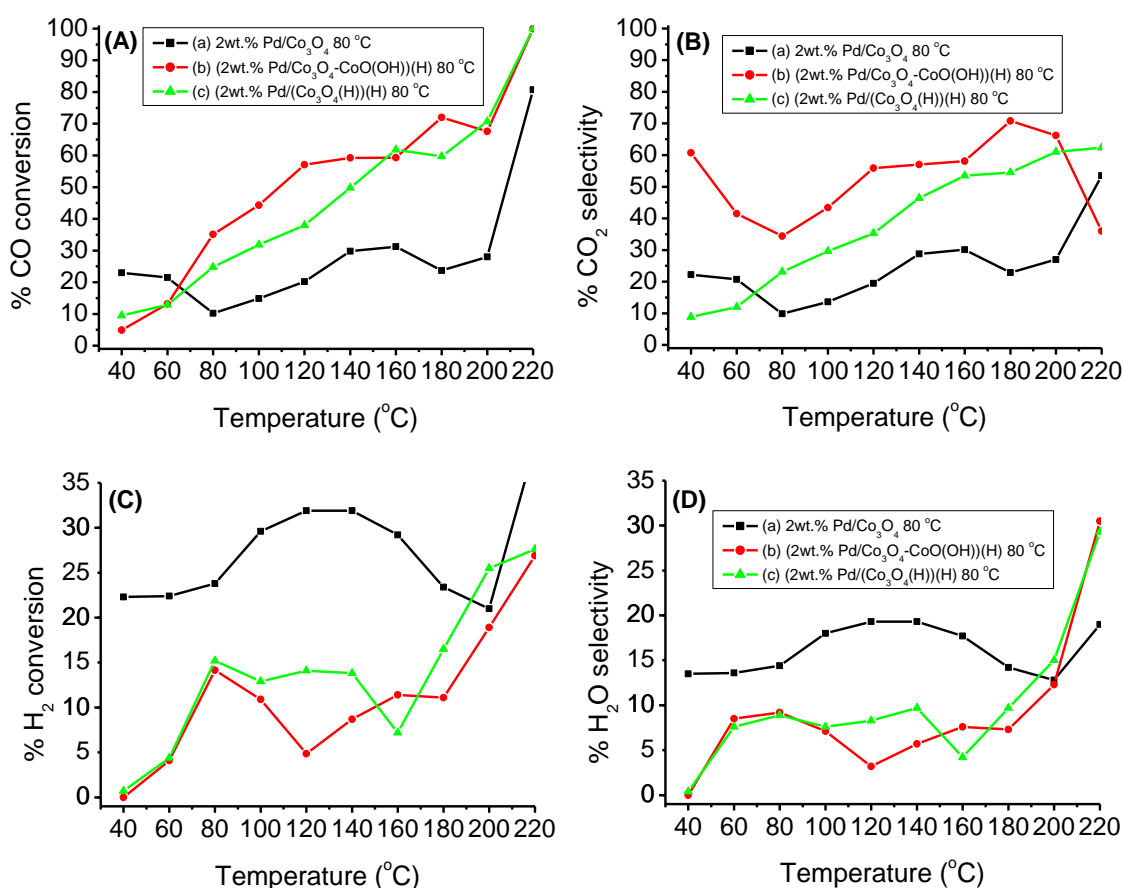 (A)
(a) 2wt.% Pd/Co₃O₄ 80 °C
(b) (2wt.% Pd/Co₃O₄-CoO(OH))(H) 80 °C
(c) (2wt.% Pd/(Co₃O₄(H))(H) 80 °C
100
90
80
70
60
50
40
30
20
10
0
% CO conversion
40 60 80 100 120 140 160 180 200 220
Temperature (°C)
(B)
(a) 2wt.% Pd/Co₃O₄ 80 °C
(b) (2wt.% Pd/Co₃O₄-CoO(OH))(H) 80 °C
(c) (2wt.% Pd/(Co₃O₄(H))(H) 80 °C
100
90
80
70
60
50
40
30
20
10
0
% CO₂ selectivity
40 60 80 100 120 140 160 180 200 220
Temperature (°C)
(C)
35
30
25
20
15
10
5
0
% H₂ conversion
40 60 80 100 120 140 160 180 200 220
Temperature (°C)
(D)
(a) 2wt.% Pd/Co₃O₄ 80 °C
(b) (2wt.% Pd/Co₃O₄-CoO(OH))(H) 80 °C
(c) (2wt.% Pd/(Co₃O₄(H))(H) 80 °C
35
30
25
20
15
10
5
0
% H₂O selectivity
40 60 80 100 120 140 160 180 200 220
Temperature (°C)